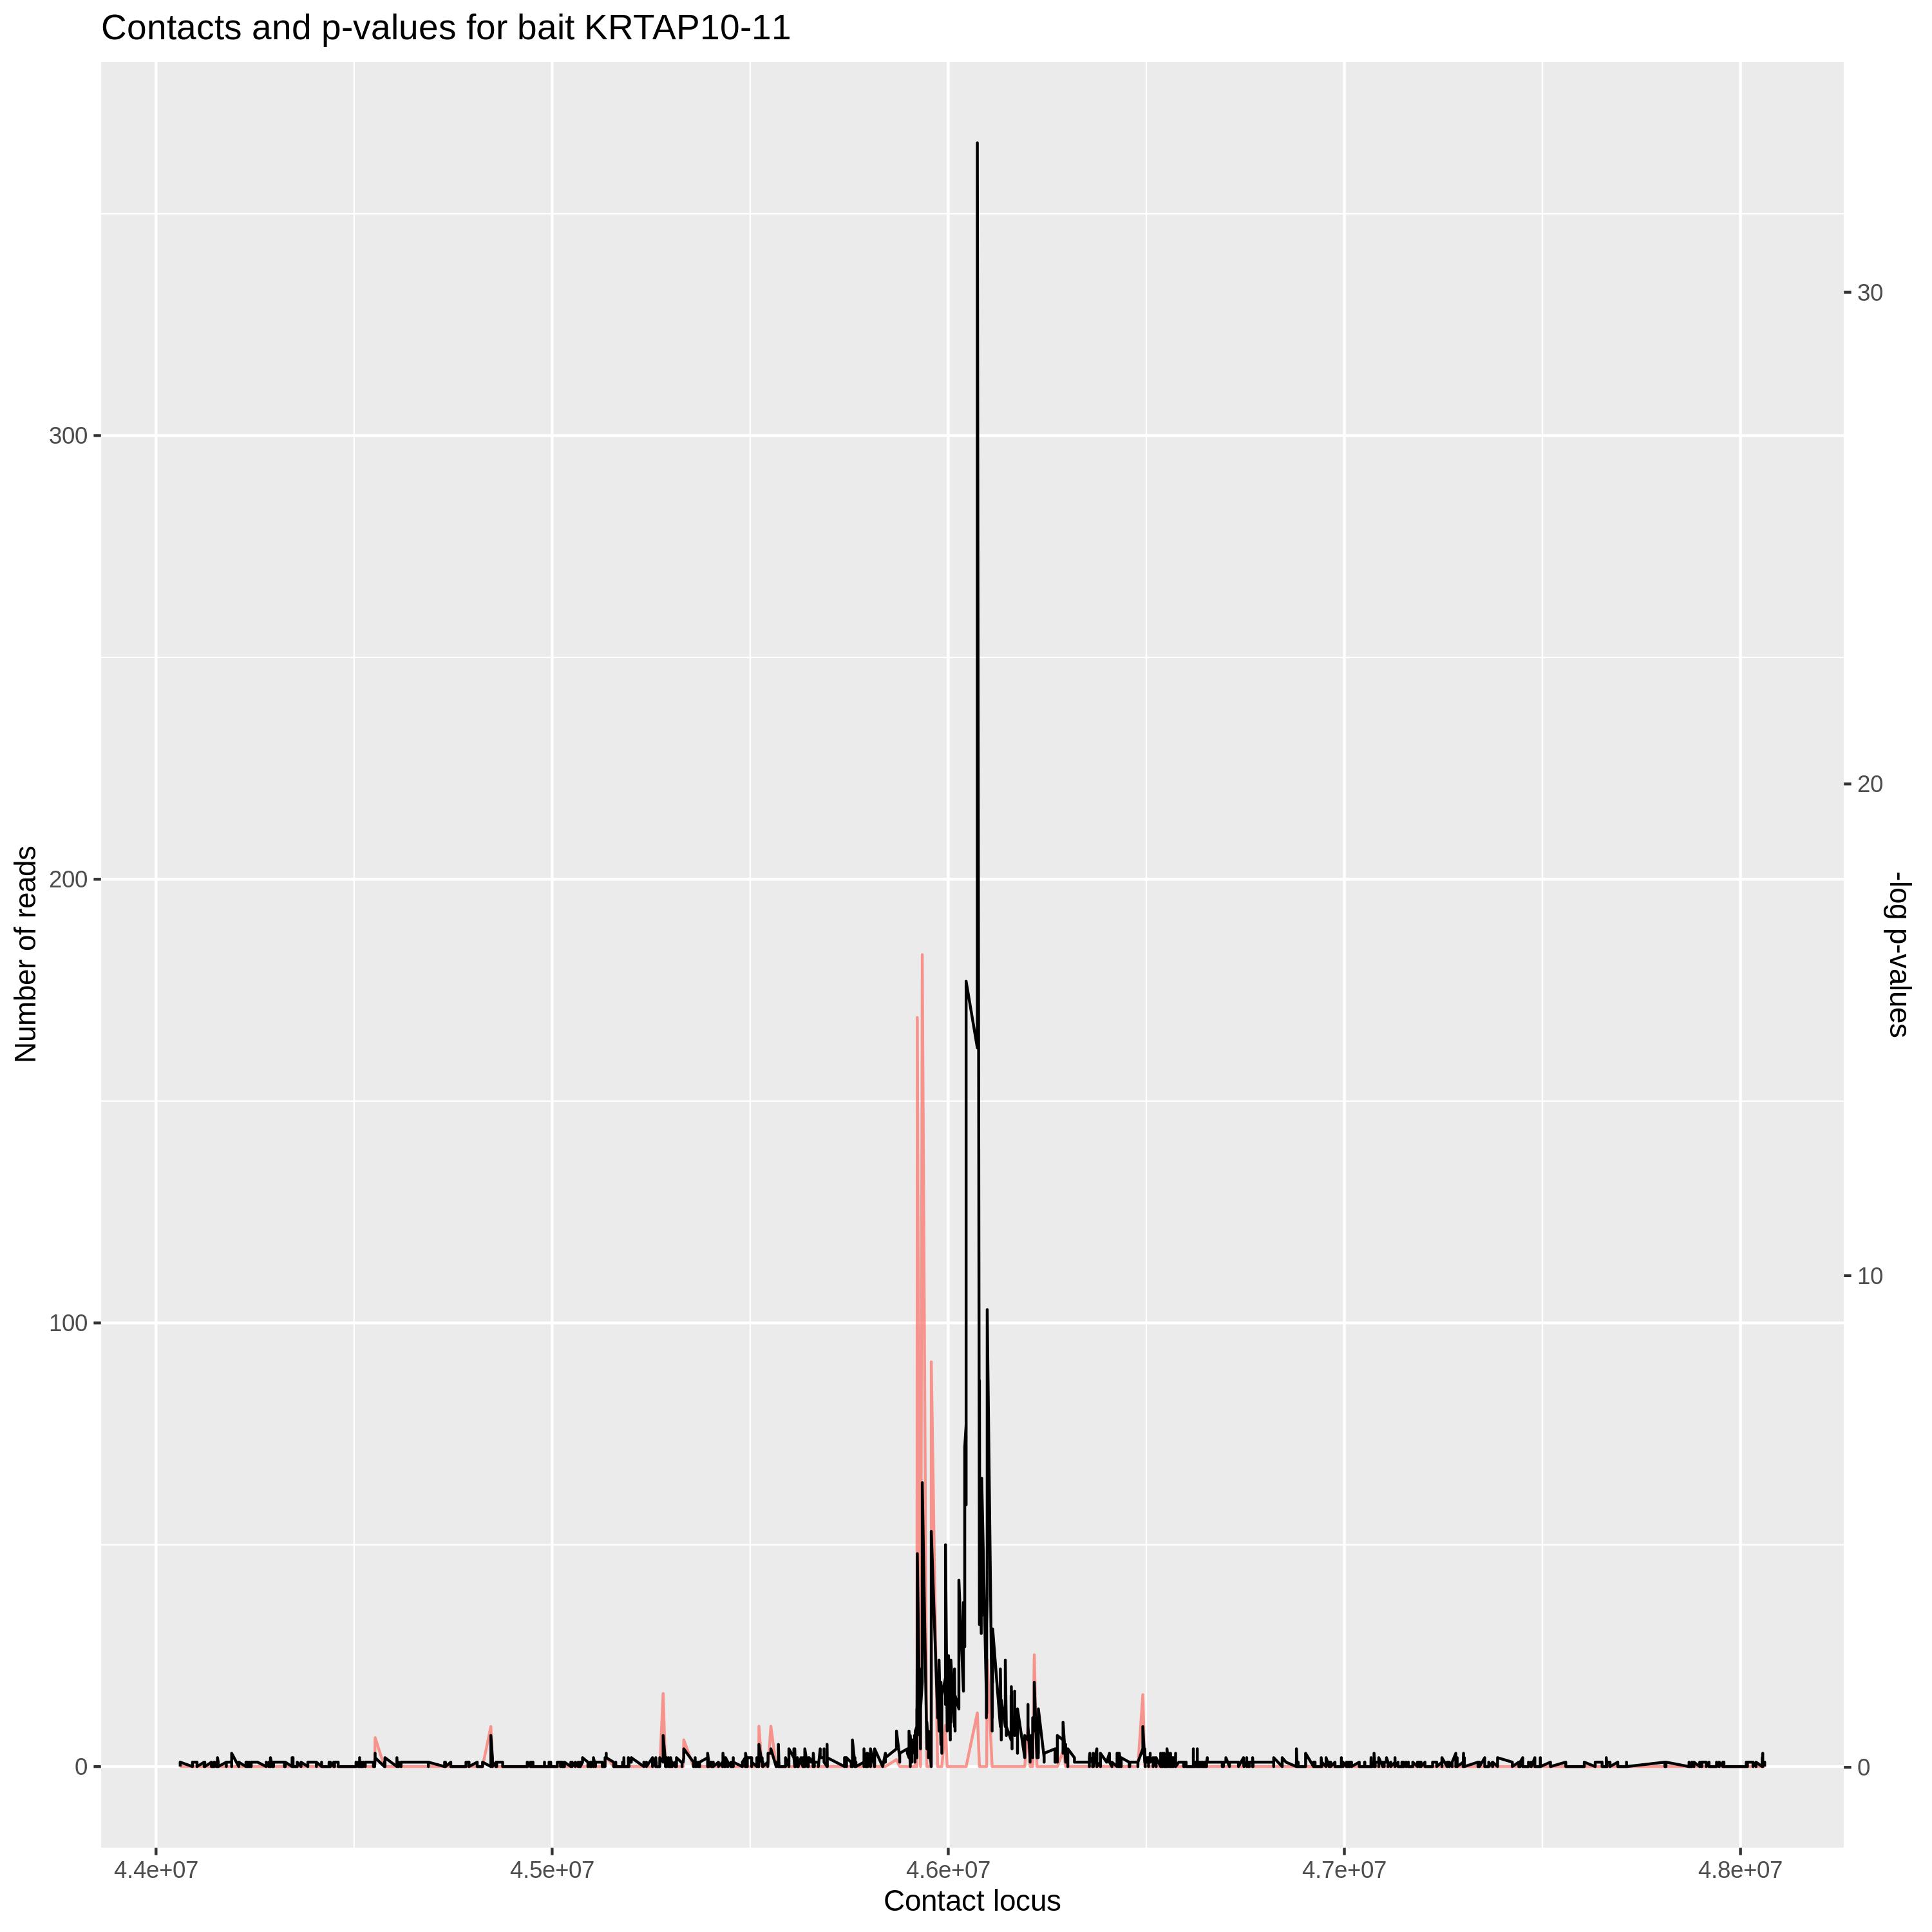 Contacts and p-values for bait KRTAP10-11
Number of reads
300
200
100
0
30
20
10
0
-log p-values
4.4e+07 4.5e+07 4.6e+07 4.7e+07 4.8e+07
Contact locus